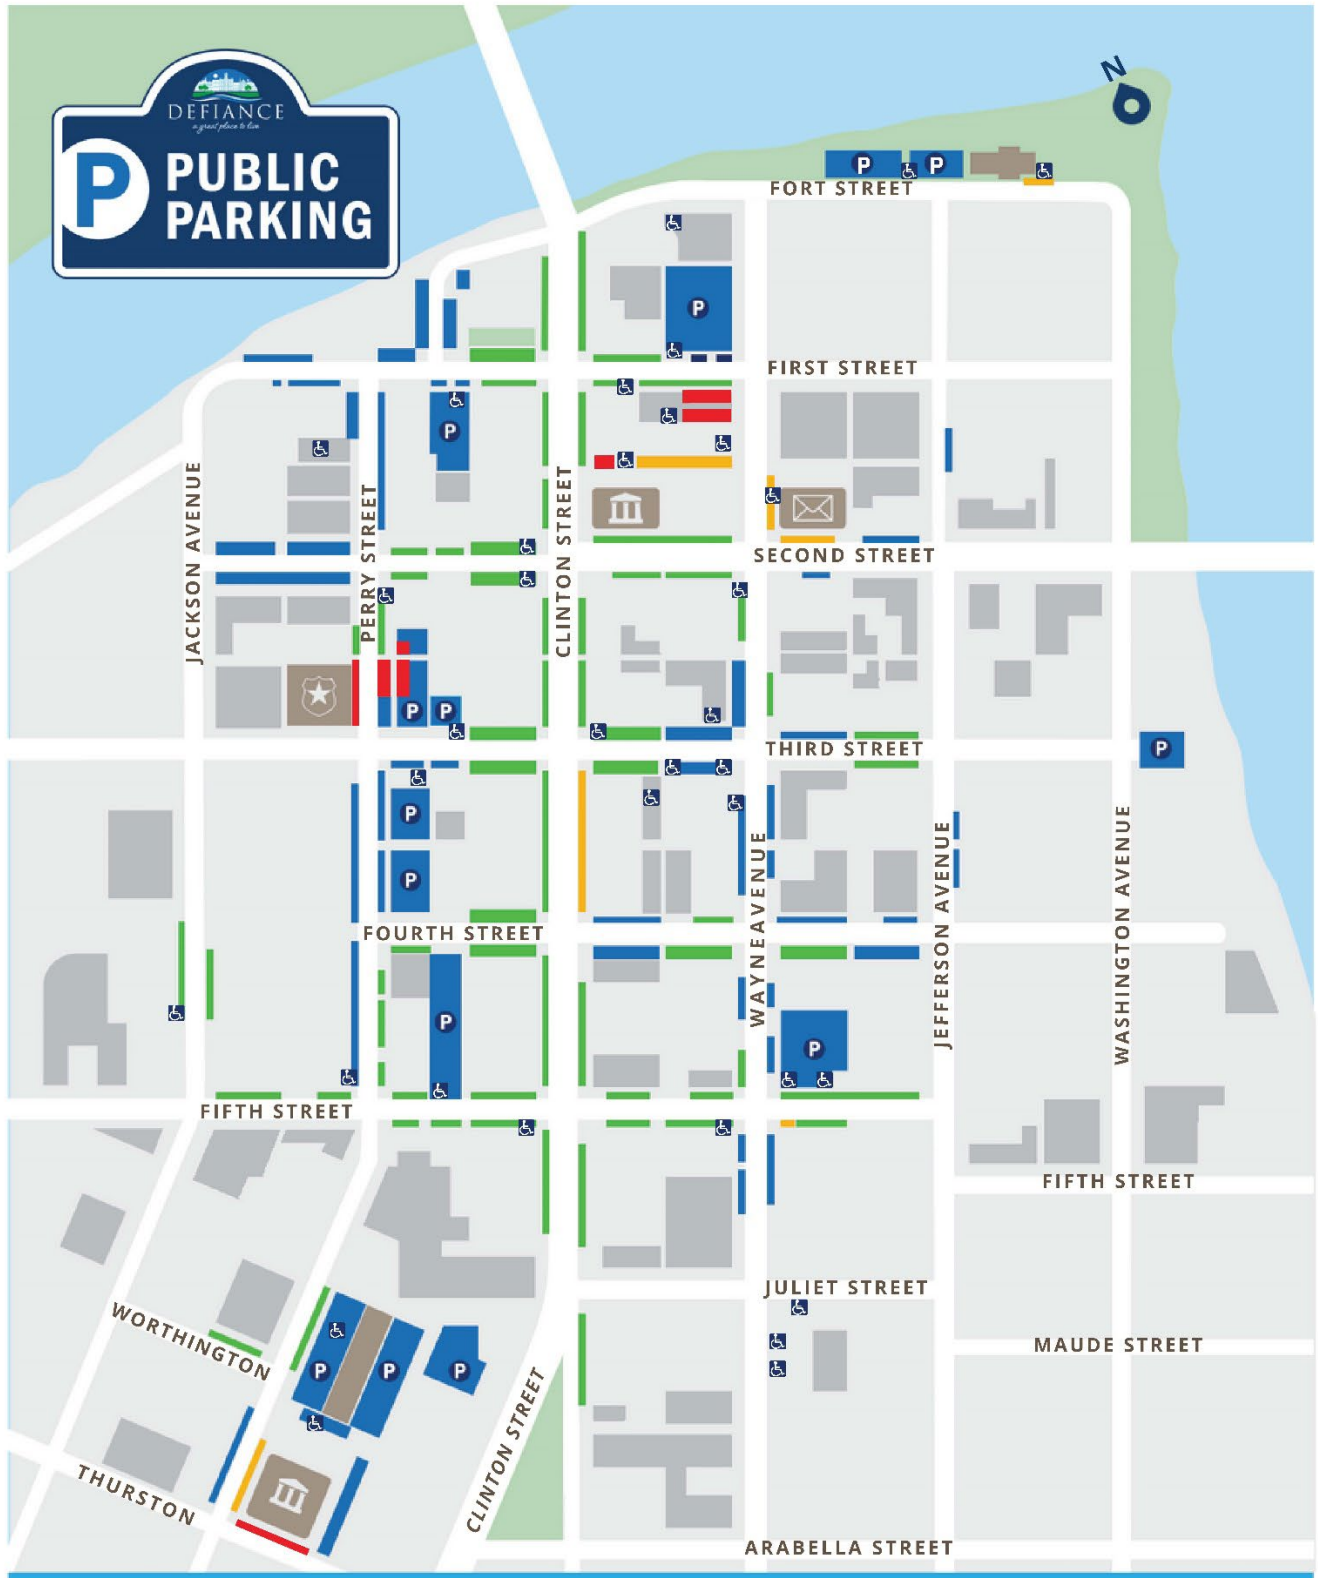 N
DEFIANCE
a great place to live
P PUBLIC
PARKING
P
P
FORT STREET
P
FIRST STREET
P
JACKSON AVENUE
PERRY STREET
CLINTON STREET
SECOND STREET
P
P
THIRD STREET
P
P
P
WAYNE AVENUE
JEFFERSON AVENUE
WASHINGTON AVENUE
FOURTH STREET
P
P
FIFTH STREET
FIFTH STREET
JULIET STREET
WORTHINGTON
P
P
P
MAUDE STREET
CLINTON STREET
THURSTON
ARABELLA STREET